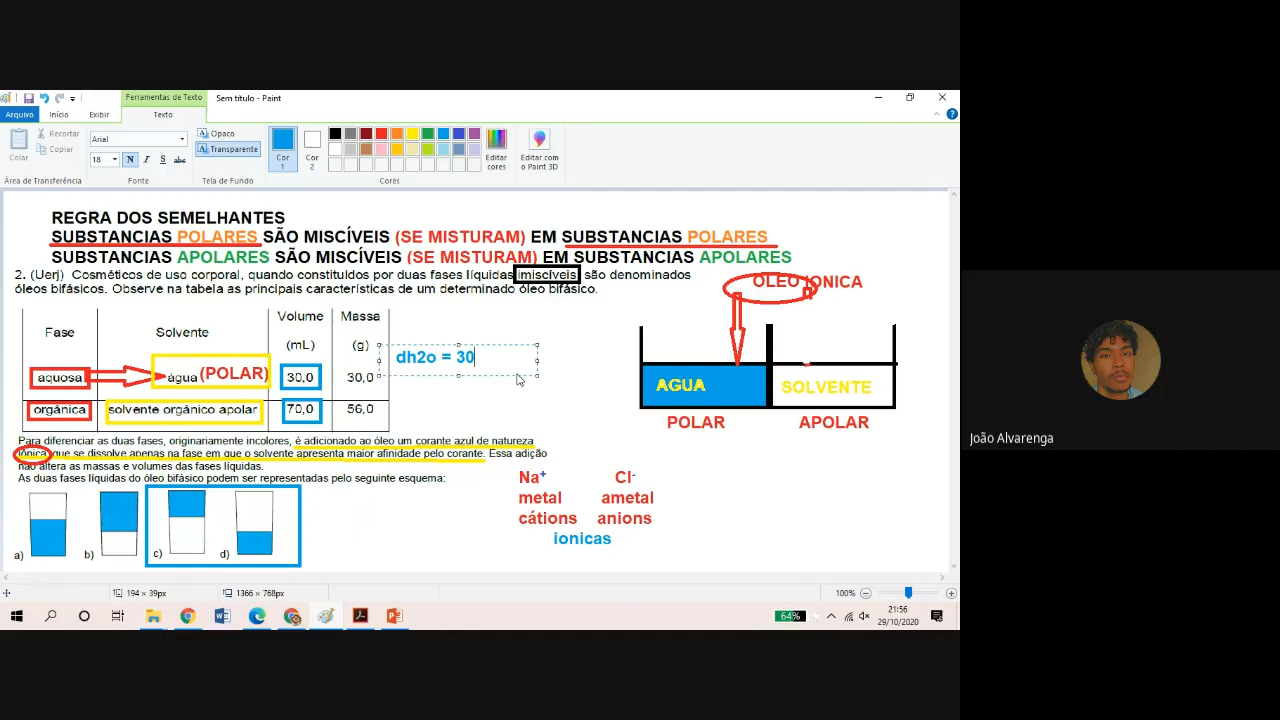 Ferramentas de Texto
Sem título - Paint
Arquivo
Início
Exibir
Texto
Colar
Recortar
Copiar
Arial
18
N I S abc
Opaco
Transparente
Cor 1
Cor 2
Editar cores
Editar com o Paint 3D
Área de Transferência
Fonte
Tela de Fundo
Cores
REGRA DOS SEMELHANTES
SUBSTANCIAS POLARES SÃO MISCÍVEIS (SE MISTURAM) EM SUBSTANCIAS POLARES
SUBSTANCIAS APOLARES SÃO MISCÍVEIS (SE MISTURAM) EM SUBSTANCIAS APOLARES
2. (Uerj) Cosméticos de uso corporal, quando constituídos por duas fases líquidas imiscíveis, são denominados
óleos bifásicos. Observe na tabela as principais características de um determinado óleo bifásico.
Fase
Solvente
Volume
(mL)
Massa
(g)
aquosa
água (POLAR)
30,0
30,0
orgânica
solvente orgânico apolar
70,0
56,0
dh2o = 30
OLEO IONICA
AGUA
SOLVENTE
POLAR
APOLAR
Para diferenciar as duas fases, originariamente incolores, é adicionado ao óleo um corante azul de natureza
iônica, que se dissolve apenas na fase em que o solvente apresenta maior afinidade pelo corante. Essa adição
não altera as massas e volumes das fases líquidas.
As duas fases líquidas do óleo bifásico podem ser representadas pelo seguinte esquema:
Na+ Cl-
metal ametal
cátions anions
ionicas
a)
b)
c)
d)
194 × 39px
1366 × 768px
100%
64%
21:56
29/10/2020
João Alvarenga